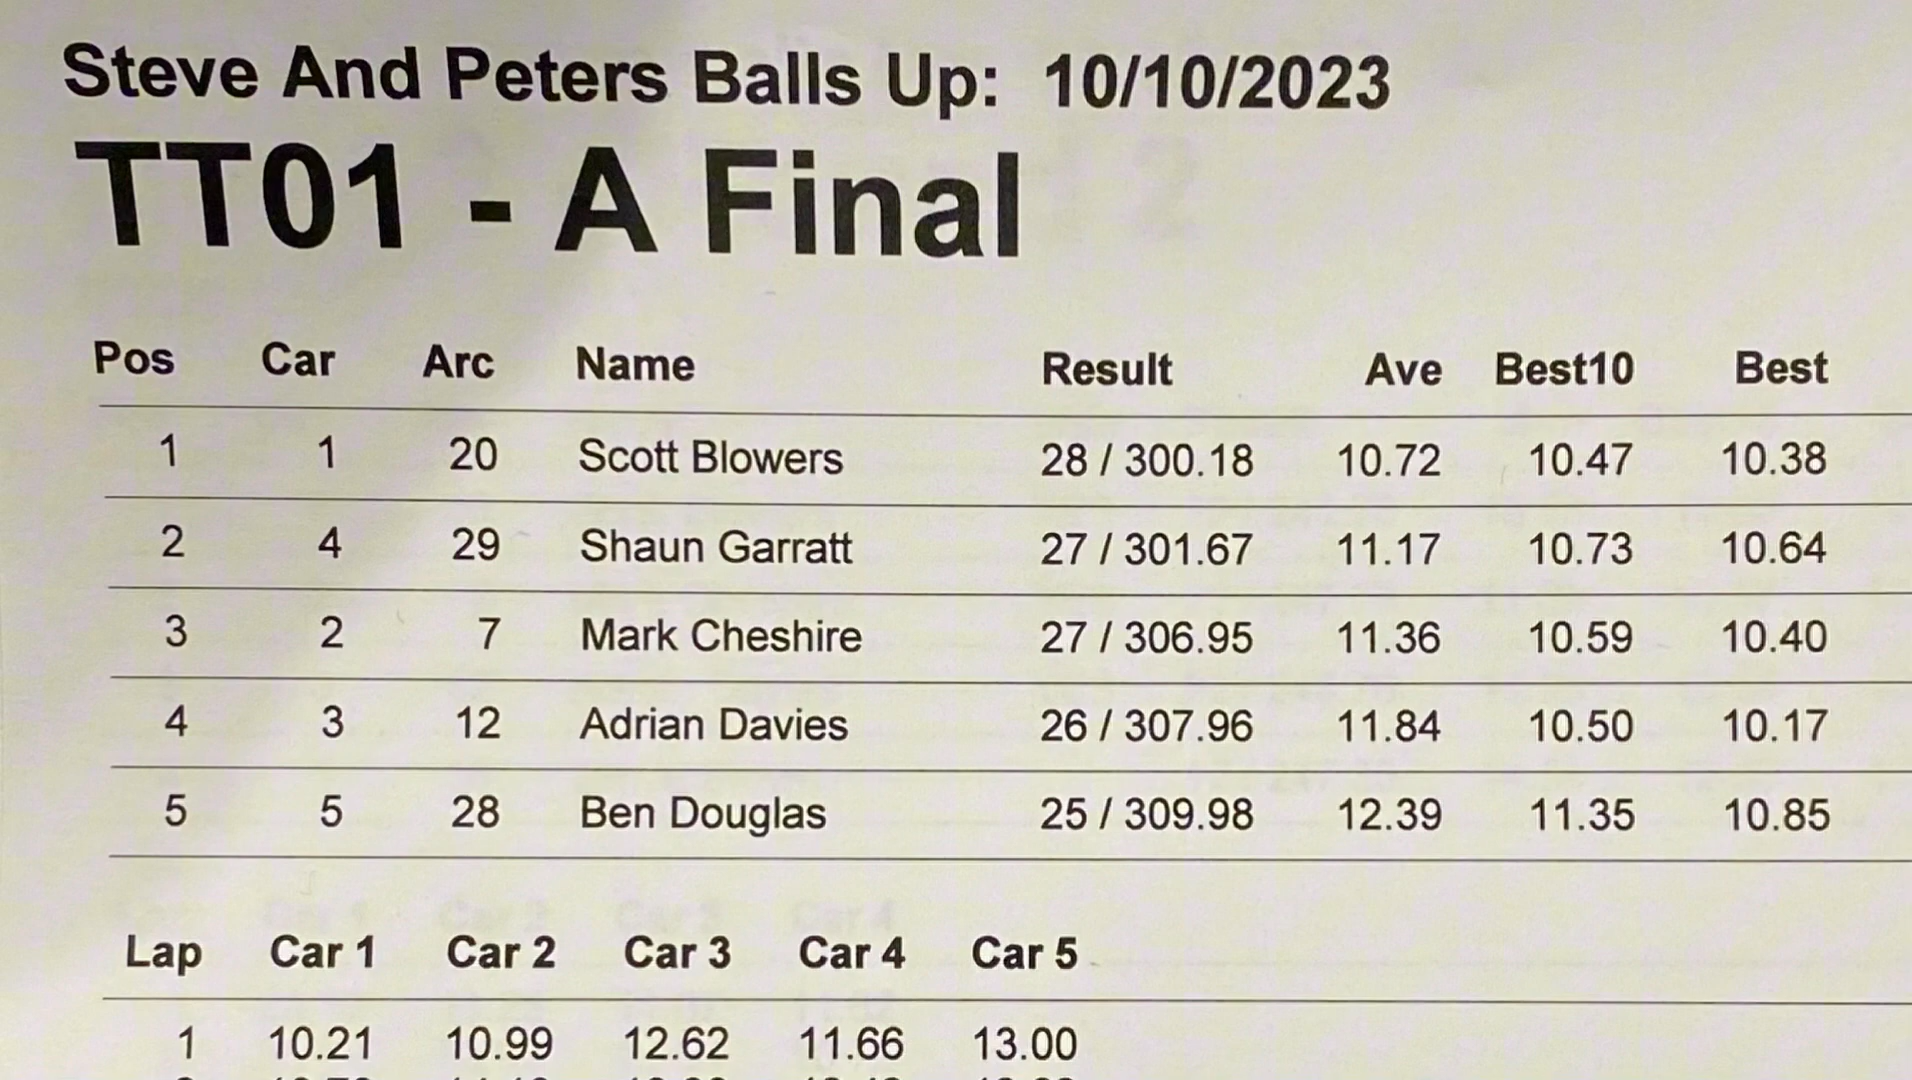 Steve And Peters Balls Up: 10/10/2023
TT01 - A Final
Pos Car Arc Name Result Ave Best10 Best
1 1 20 Scott Blowers 28 / 300.18 10.72 10.47 10.38
2 4 29 Shaun Garratt 27 / 301.67 11.17 10.73 10.64
3 2 7 Mark Cheshire 27 / 306.95 11.36 10.59 10.40
4 3 12 Adrian Davies 26 / 307.96 11.84 10.50 10.17
5 5 28 Ben Douglas 25 / 309.98 12.39 11.35 10.85
Lap Car 1 Car 2 Car 3 Car 4 Car 5
1 10.21 10.99 12.62 11.66 13.00